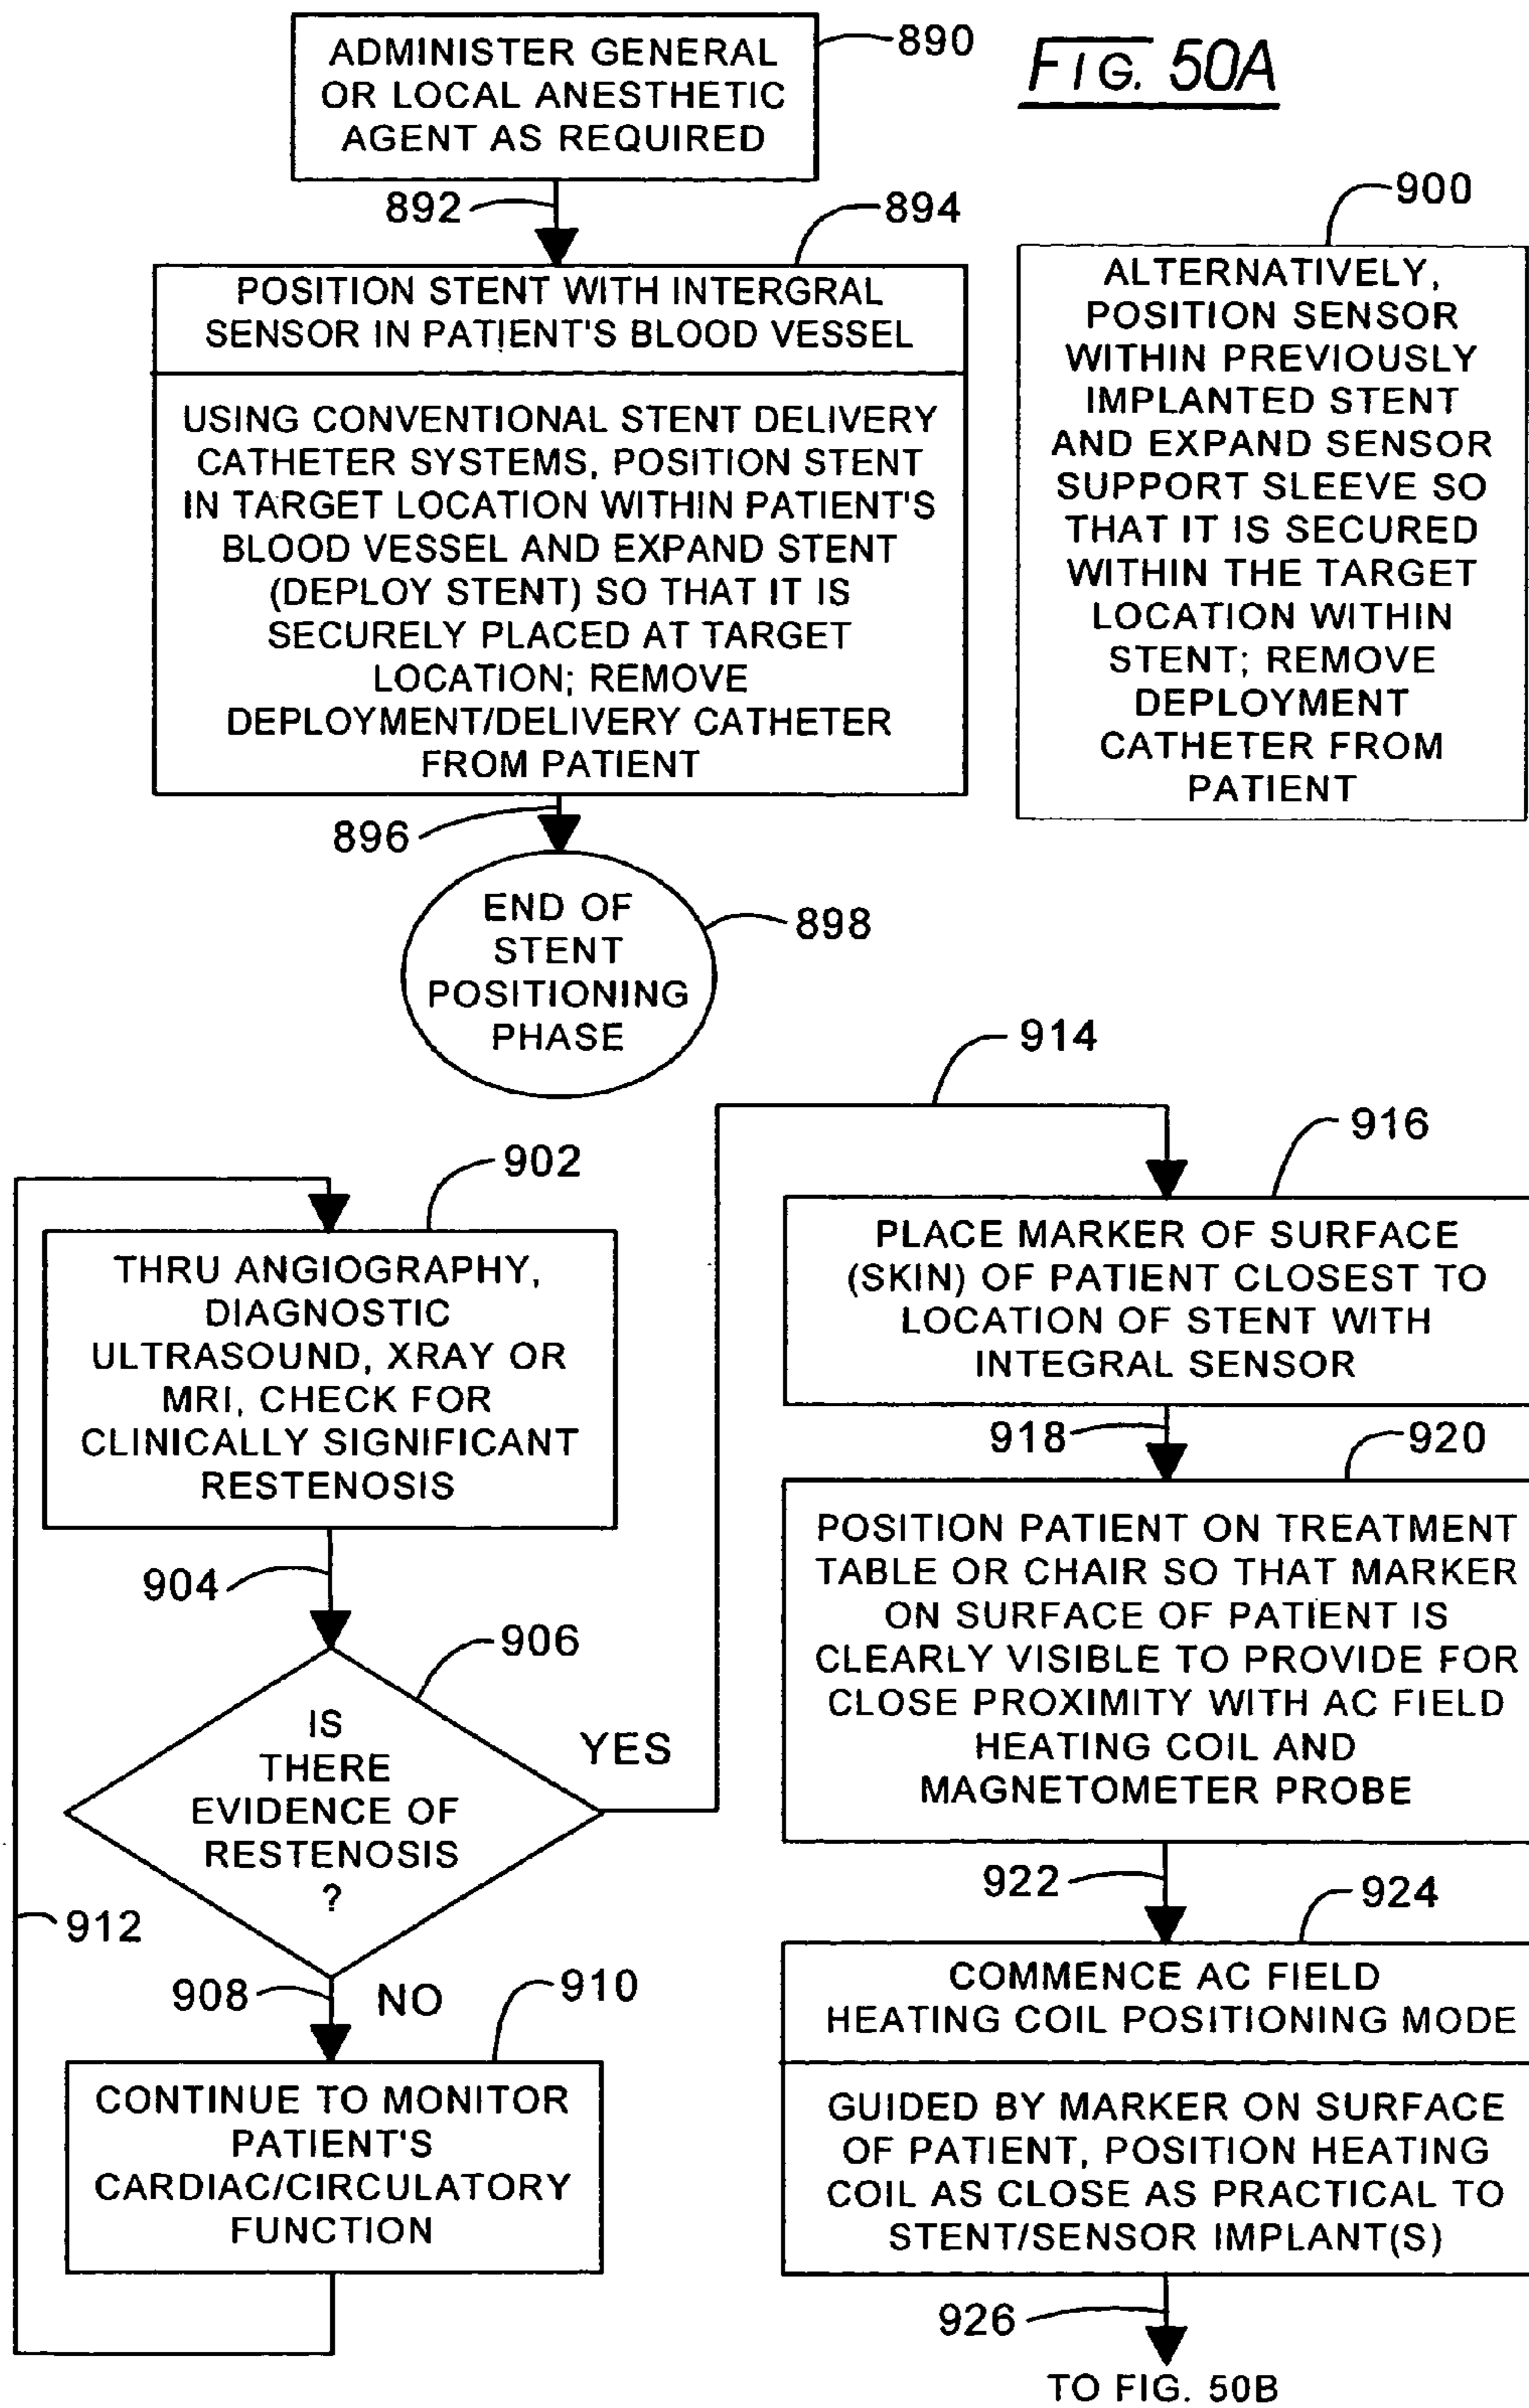 FIG. 50A
890
ADMINISTER GENERAL
OR LOCAL ANESTHETIC
AGENT AS REQUIRED
892
894
POSITION STENT WITH INTERGRAL
SENSOR IN PATIENT'S BLOOD VESSEL
USING CONVENTIONAL STENT DELIVERY
CATHETER SYSTEMS, POSITION STENT
IN TARGET LOCATION WITHIN PATIENT'S
BLOOD VESSEL AND EXPAND STENT
(DEPLOY STENT) SO THAT IT IS
SECURELY PLACED AT TARGET
LOCATION; REMOVE
DEPLOYMENT/DELIVERY CATHETER
FROM PATIENT
896
END OF
STENT
POSITIONING
PHASE
898
900
ALTERNATIVELY,
POSITION SENSOR
WITHIN PREVIOUSLY
IMPLANTED STENT
AND EXPAND SENSOR
SUPPORT SLEEVE SO
THAT IT IS SECURED
WITHIN THE TARGET
LOCATION WITHIN
STENT; REMOVE
DEPLOYMENT
CATHETER FROM
PATIENT
902
THRU ANGIOGRAPHY,
DIAGNOSTIC
ULTRASOUND, XRAY OR
MRI, CHECK FOR
CLINICALLY SIGNIFICANT
RESTENOSIS
904
906
IS
THERE
EVIDENCE OF
RESTENOSIS
?
YES
912
908
NO
910
CONTINUE TO MONITOR
PATIENT'S
CARDIAC/CIRCULATORY
FUNCTION
914
916
PLACE MARKER OF SURFACE
(SKIN) OF PATIENT CLOSEST TO
LOCATION OF STENT WITH
INTEGRAL SENSOR
918
920
POSITION PATIENT ON TREATMENT
TABLE OR CHAIR SO THAT MARKER
ON SURFACE OF PATIENT IS
CLEARLY VISIBLE TO PROVIDE FOR
CLOSE PROXIMITY WITH AC FIELD
HEATING COIL AND
MAGNETOMETER PROBE
922
924
COMMENCE AC FIELD
HEATING COIL POSITIONING MODE
GUIDED BY MARKER ON SURFACE
OF PATIENT, POSITION HEATING
COIL AS CLOSE AS PRACTICAL TO
STENT/SENSOR IMPLANT(S)
926
TO FIG. 50B